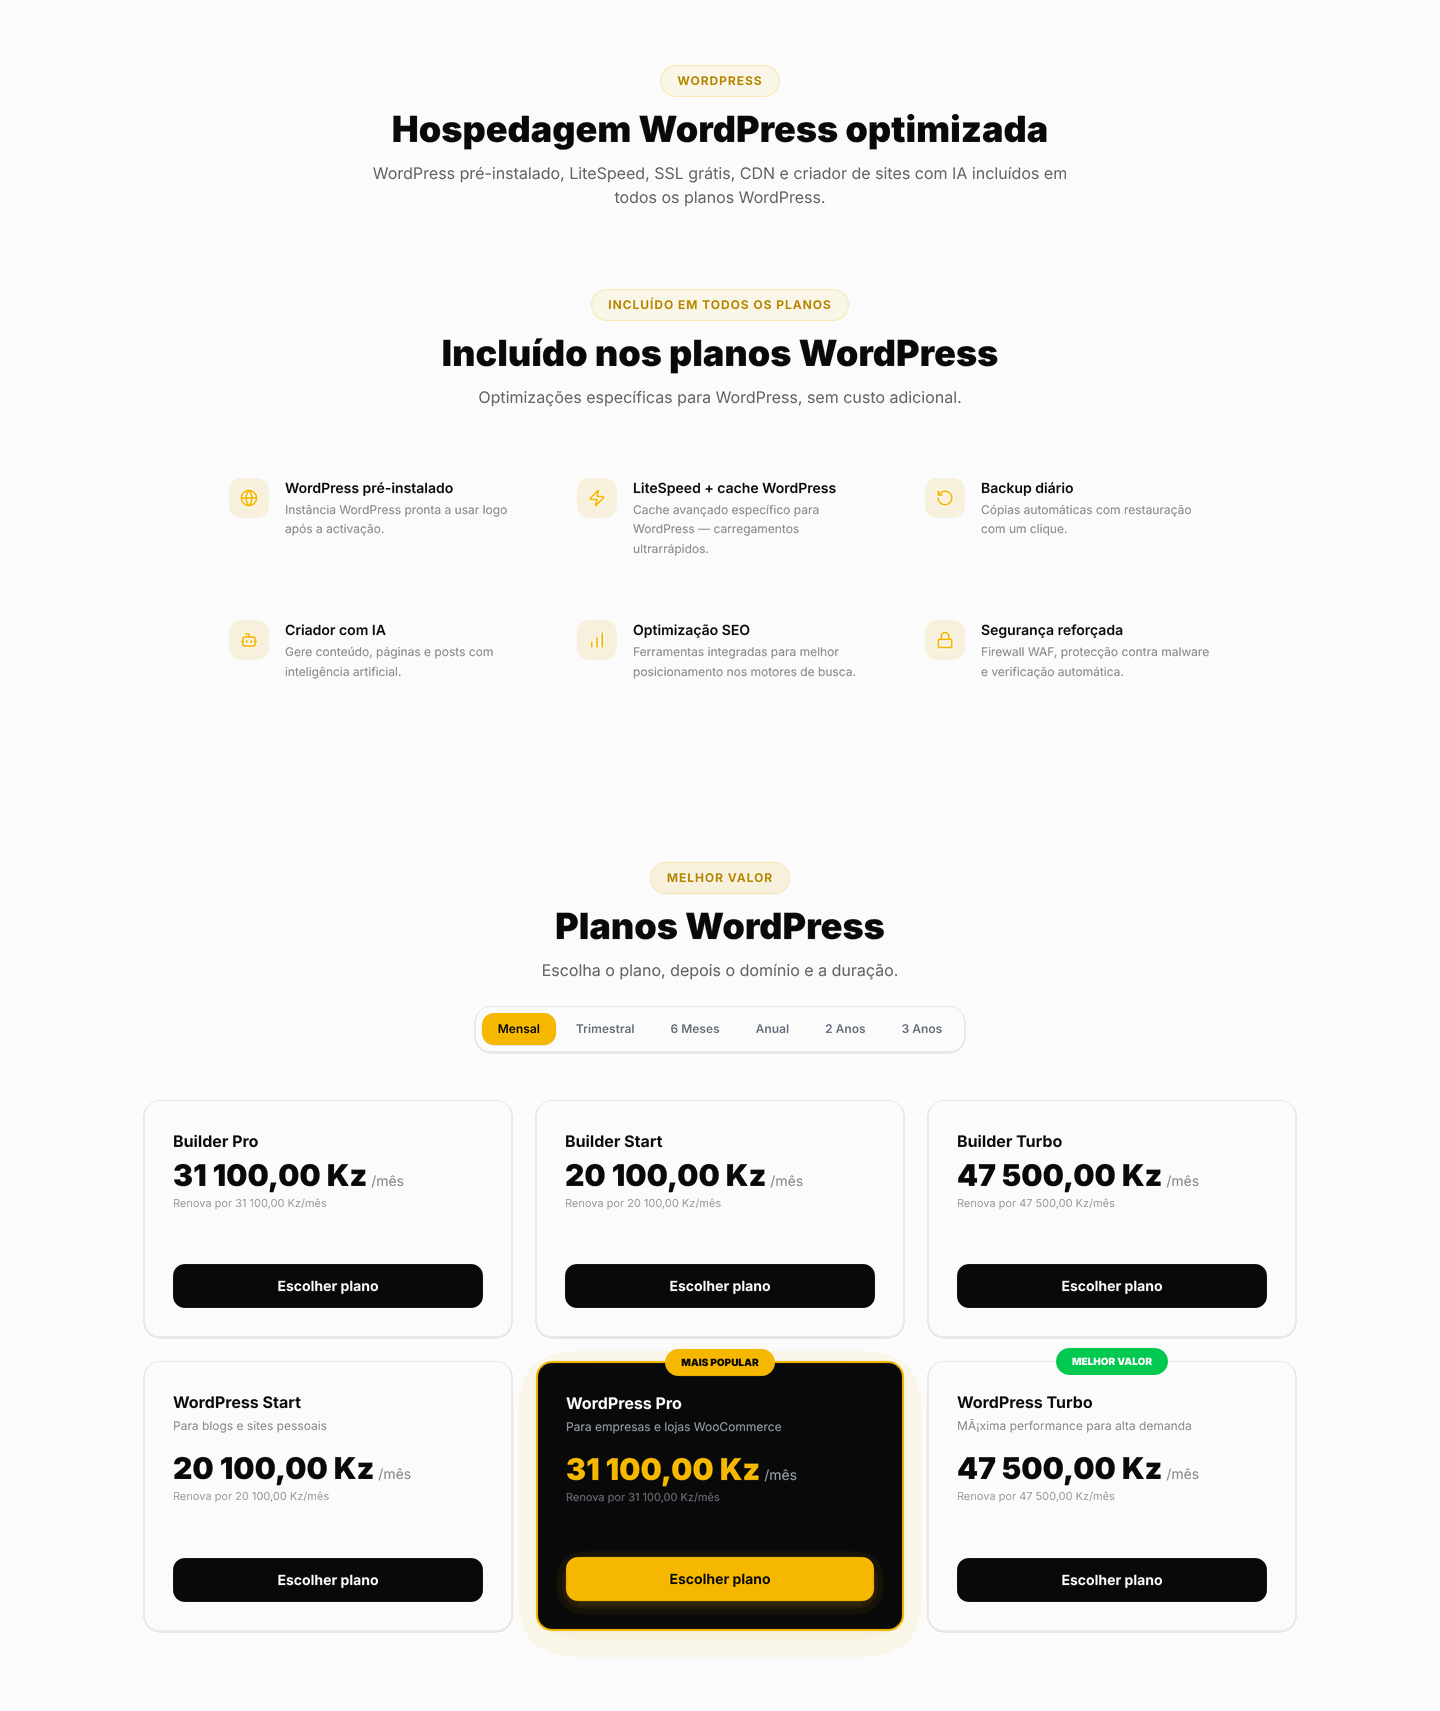 WORDPRESS
Hospedagem WordPress optimizada
WordPress pré-instalado, LiteSpeed, SSL grátis, CDN e criador de sites com IA incluídos em
todos os planos WordPress.
INCLUÍDO EM TODOS OS PLANOS
Incluído nos planos WordPress
Optimizações específicas para WordPress, sem custo adicional.
WordPress pré-instalado
Instância WordPress pronta a usar logo
após a activação.
LiteSpeed + cache WordPress
Cache avançado específico para
WordPress — carregamentos
ultrarrápidos.
Backup diário
Cópias automáticas com restauração
com um clique.
Criador com IA
Gere conteúdo, páginas e posts com
inteligência artificial.
Optimização SEO
Ferramentas integradas para melhor
posicionamento nos motores de busca.
Segurança reforçada
Firewall WAF, protecção contra malware
e verificação automática.
MELHOR VALOR
Planos WordPress
Escolha o plano, depois o domínio e a duração.
Mensal Trimestral 6 Meses Anual 2 Anos 3 Anos
Builder Pro
31 100,00 Kz /mês
Renova por 31 100,00 Kz/mês
Escolher plano
Builder Start
20 100,00 Kz /mês
Renova por 20 100,00 Kz/mês
Escolher plano
Builder Turbo
47 500,00 Kz /mês
Renova por 47 500,00 Kz/mês
Escolher plano
WordPress Start
Para blogs e sites pessoais
20 100,00 Kz /mês
Renova por 20 100,00 Kz/mês
Escolher plano
MAIS POPULAR
WordPress Pro
Para empresas e lojas WooCommerce
31 100,00 Kz /mês
Renova por 31 100,00 Kz/mês
Escolher plano
MELHOR VALOR
WordPress Turbo
MÃ¡xima performance para alta demanda
47 500,00 Kz /mês
Renova por 47 500,00 Kz/mês
Escolher plano